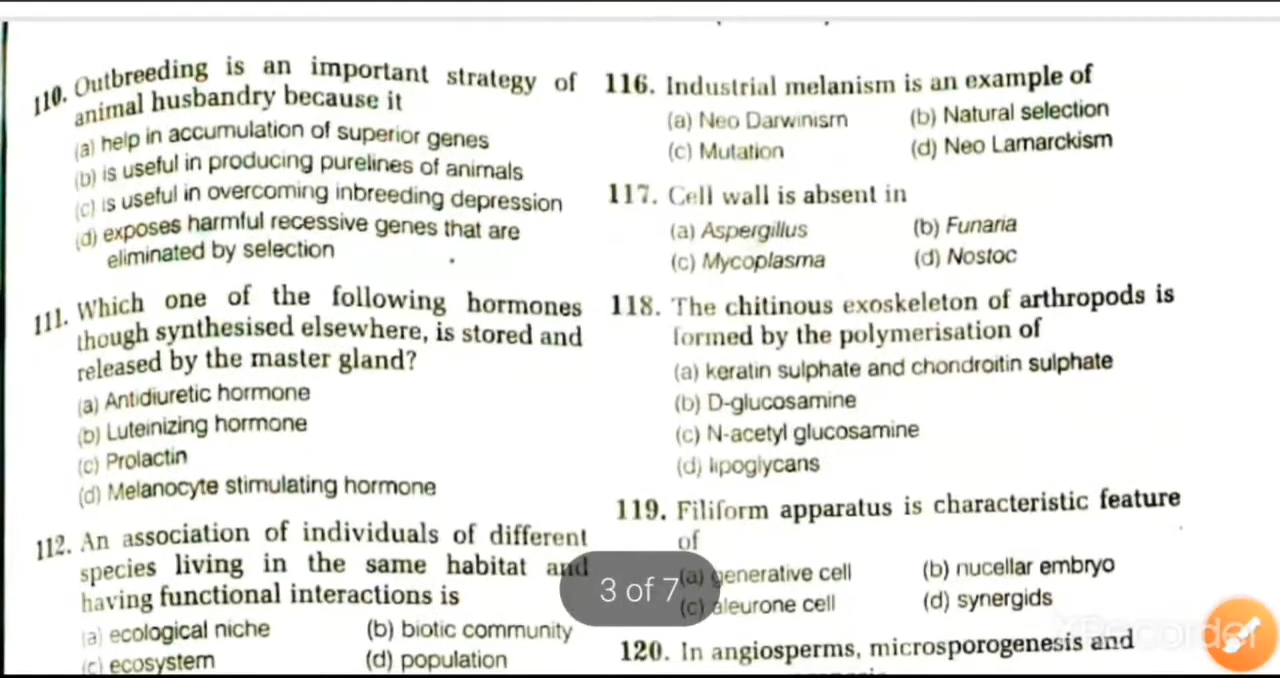 110. Outbreeding is an important strategy of
animal husbandry because it
(a) help in accumulation of superior genes
(b) is useful in producing purelines of animals
(c) is useful in overcoming inbreeding depression
(d) exposes harmful recessive genes that are
eliminated by selection
111. Which one of the following hormones
though synthesised elsewhere, is stored and
released by the master gland?
(a) Antidiuretic hormone
(b) Luteinizing hormone
(c) Prolactin
(d) Melanocyte stimulating hormone
112. An association of individuals of different
species living in the same habitat and
having functional interactions is
(a) ecological niche (b) biotic community
(c) ecosystem (d) population
116. Industrial melanism is an example of
(a) Neo Darwinism (b) Natural selection
(c) Mutation (d) Neo Lamarckism
117. Cell wall is absent in
(a) Aspergillus (b) Funaria
(c) Mycoplasma (d) Nostoc
118. The chitinous exoskeleton of arthropods is
formed by the polymerisation of
(a) keratin sulphate and chondroitin sulphate
(b) D-glucosamine
(c) N-acetyl glucosamine
(d) lipoglycans
119. Filiform apparatus is characteristic feature
of
(a) generative cell (b) nucellar embryo
(c) aleurone cell (d) synergids
120. In angiosperms, microsporogenesis and
3 of 7